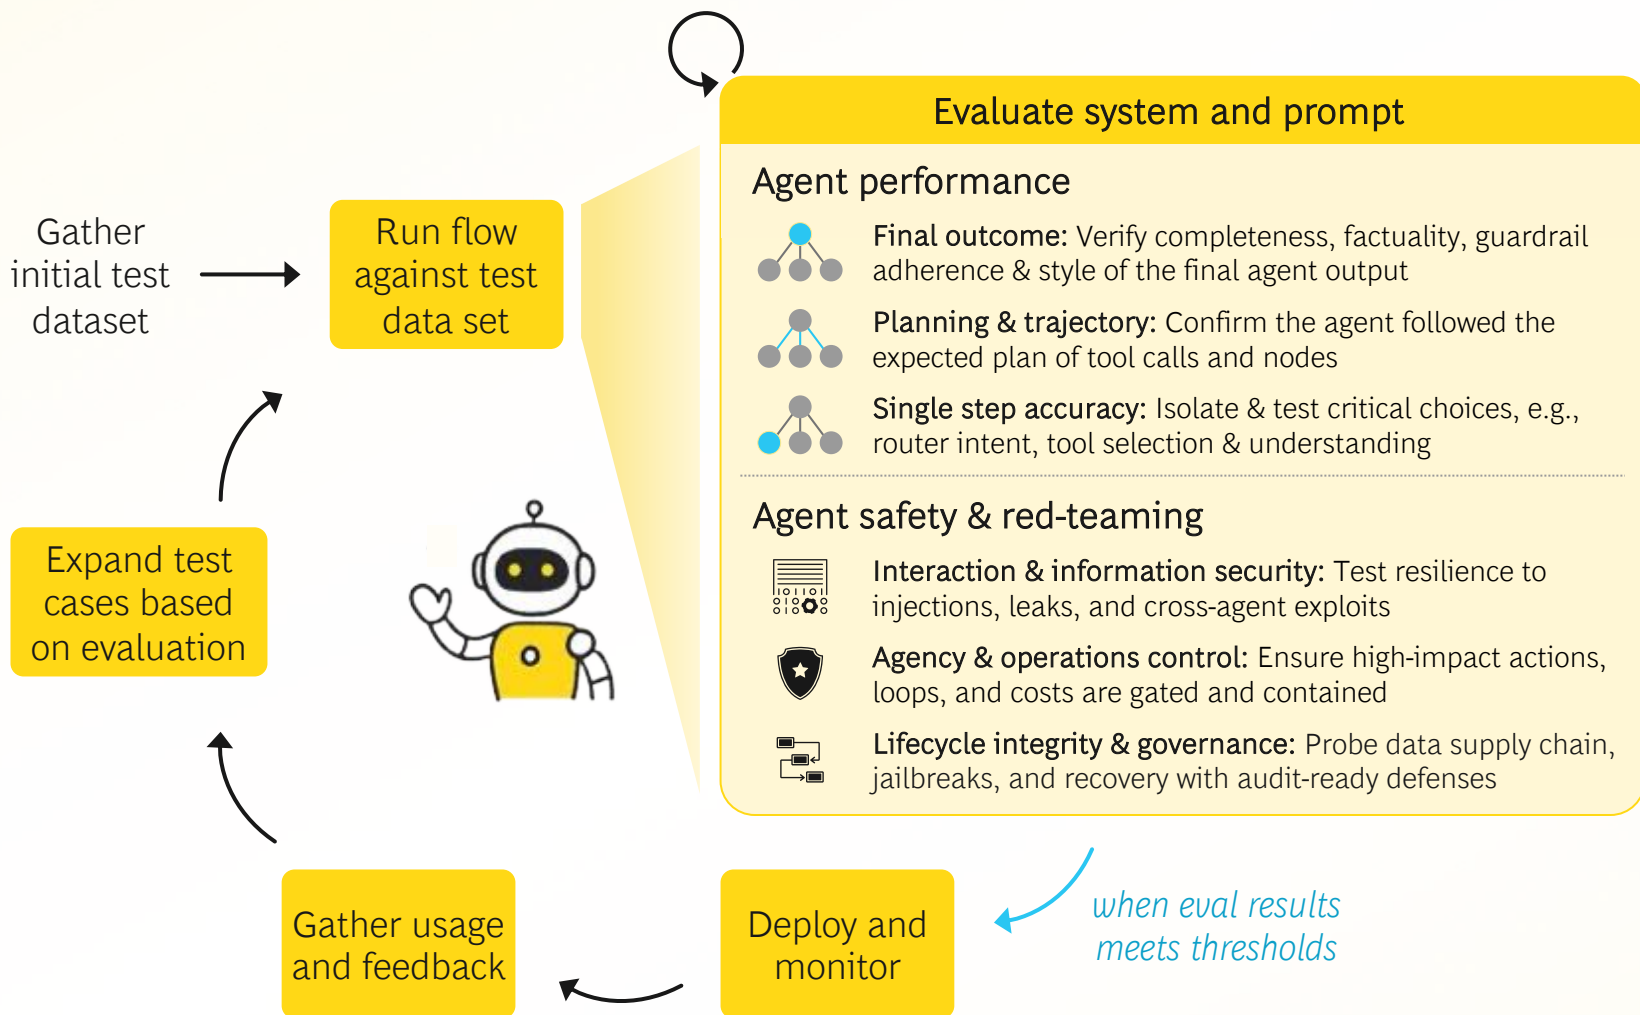 Evaluate system and prompt
Agent performance
Final outcome: Verify completeness, factuality, guardrail
adherence & style of the final agent output
Planning & trajectory: Confirm the agent followed the
expected plan of tool calls and nodes
Single step accuracy: Isolate & test critical choices, e.g.,
router intent, tool selection & understanding
Agent safety & red-teaming
Interaction & information security: Test resilience to
injections, leaks, and cross-agent exploits
Agency & operations control: Ensure high-impact actions,
loops, and costs are gated and contained
Lifecycle integrity & governance: Probe data supply chain,
jailbreaks, and recovery with audit-ready defenses
Gather
initial test
dataset
Run flow
against test
data set
Expand test
cases based
on evaluation
Gather usage
and feedback
Deploy and
monitor
when eval results
meets thresholds